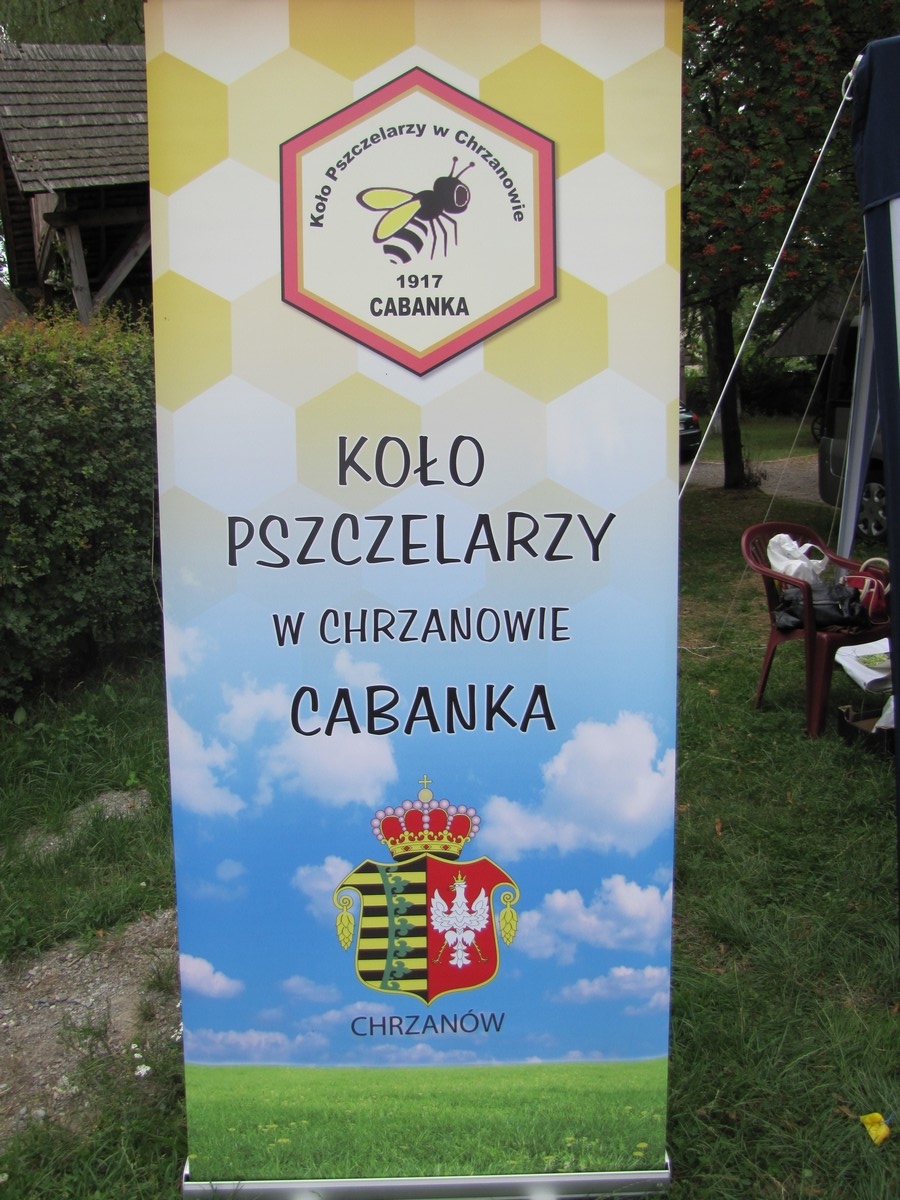 Koło Pszczelarzy w Chrzanowie
1917
CABANKA
KOŁO
PSZCZELARZY
W CHRZANOWIE
CABANKA
CHRZANÓW